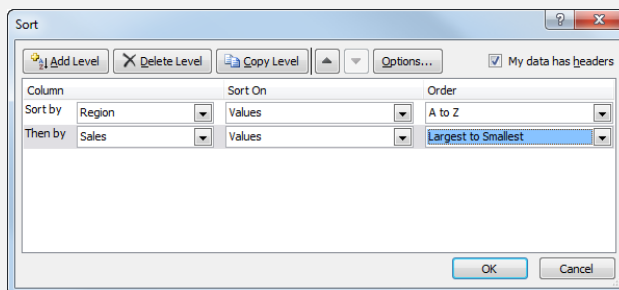 Sort
Add Level Delete Level Copy Level Options... My data has headers
Column Sort On Order
Sort by Region Values A to Z
Then by Sales Values Largest to Smallest
OK Cancel